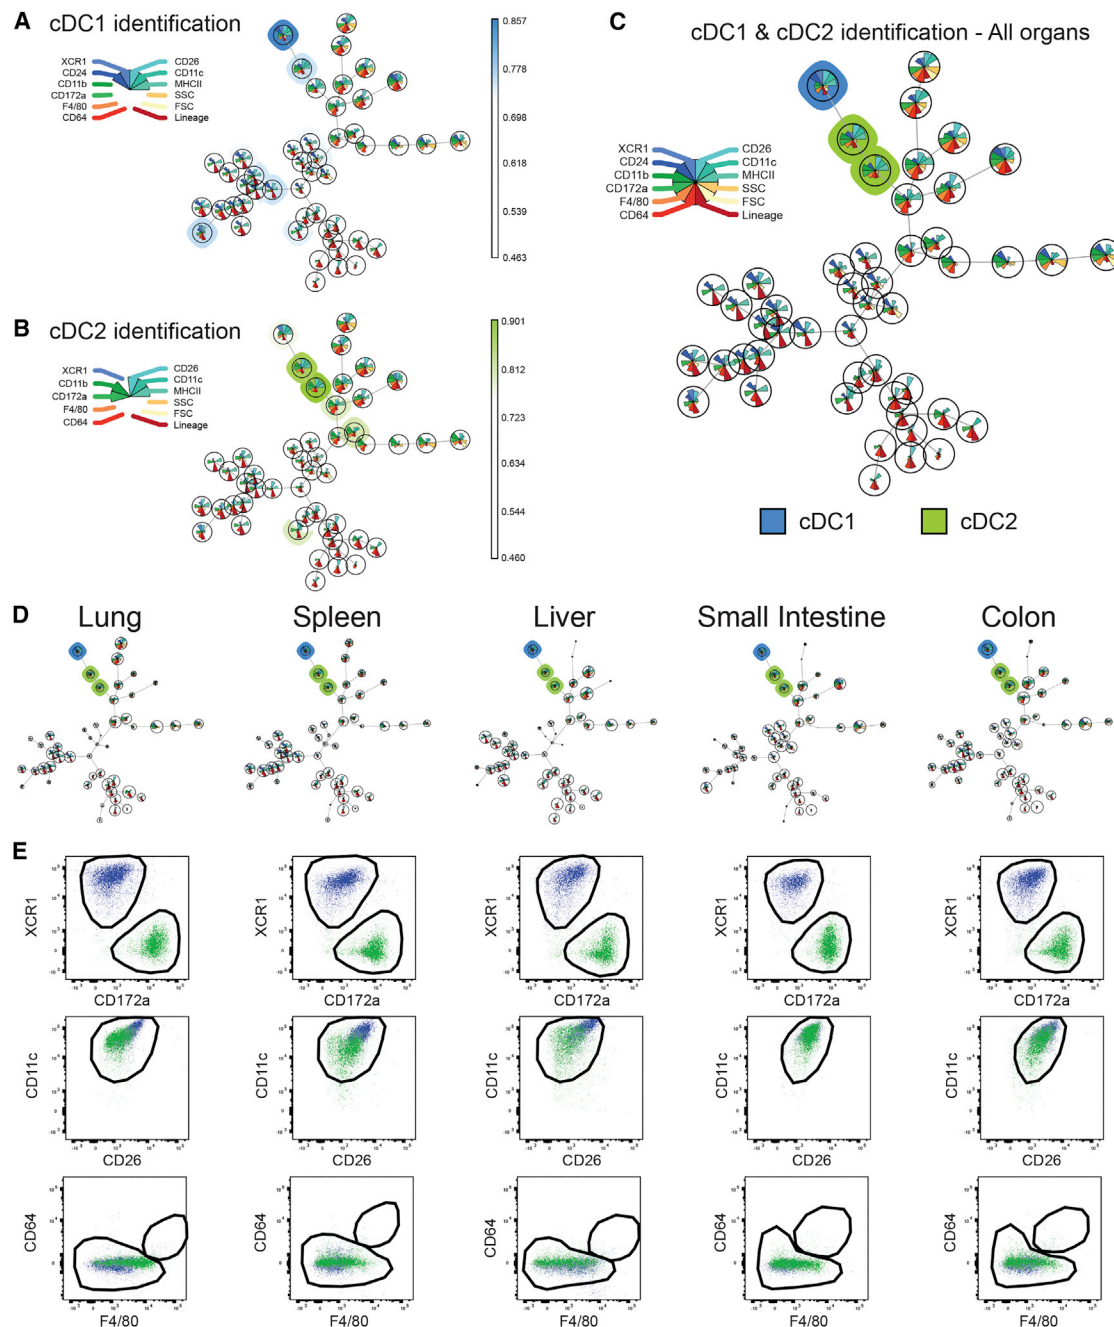 A
cDC1 identification
XCR1
CD24
CD11b
CD172a
F4/80
CD64
CD26
CD11c
MHCII
SSC
FSC
Lineage
0.857
0.778
0.698
0.618
0.539
0.463
B
cDC2 identification
XCR1
CD11b
CD172a
F4/80
CD64
CD26
CD11c
MHCII
SSC
FSC
Lineage
0.901
0.812
0.723
0.634
0.544
0.460
C
cDC1 & cDC2 identification - All organs
XCR1
CD24
CD11b
CD172a
F4/80
CD64
CD26
CD11c
MHCII
SSC
FSC
Lineage
cDC1
cDC2
D
Lung
Spleen
Liver
Small Intestine
Colon
E
XCR1
CD172a
XCR1
CD172a
XCR1
CD172a
XCR1
CD172a
XCR1
CD172a
CD11c
CD26
CD11c
CD26
CD11c
CD26
CD11c
CD26
CD11c
CD26
CD64
F4/80
CD64
F4/80
CD64
F4/80
CD64
F4/80
CD64
F4/80